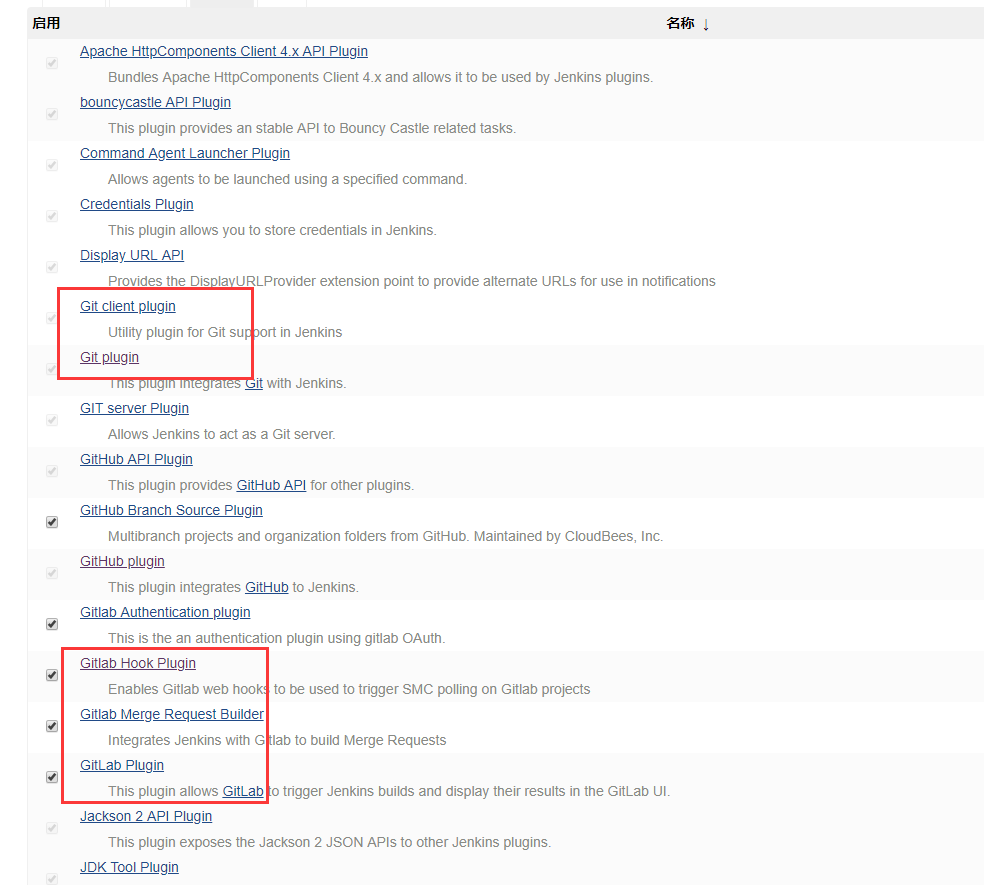 启用 名称 ↓
Apache HttpComponents Client 4.x API Plugin
Bundles Apache HttpComponents Client 4.x and allows it to be used by Jenkins plugins.
bouncycastle API Plugin
This plugin provides an stable API to Bouncy Castle related tasks.
Command Agent Launcher Plugin
Allows agents to be launched using a specified command.
Credentials Plugin
This plugin allows you to store credentials in Jenkins.
Display URL API
Provides the DisplayURLProvider extension point to provide alternate URLs for use in notifications
Git client plugin
Utility plugin for Git support in Jenkins
Git plugin
This plugin integrates Git with Jenkins.
GIT server Plugin
Allows Jenkins to act as a Git server.
GitHub API Plugin
This plugin provides GitHub API for other plugins.
GitHub Branch Source Plugin
Multibranch projects and organization folders from GitHub. Maintained by CloudBees, Inc.
GitHub plugin
This plugin integrates GitHub to Jenkins.
Gitlab Authentication plugin
This is the an authentication plugin using gitlab OAuth.
Gitlab Hook Plugin
Enables Gitlab web hooks to be used to trigger SMC polling on Gitlab projects
Gitlab Merge Request Builder
Integrates Jenkins with Gitlab to build Merge Requests
GitLab Plugin
This plugin allows GitLab to trigger Jenkins builds and display their results in the GitLab UI.
Jackson 2 API Plugin
This plugin exposes the Jackson 2 JSON APIs to other Jenkins plugins.
JDK Tool Plugin